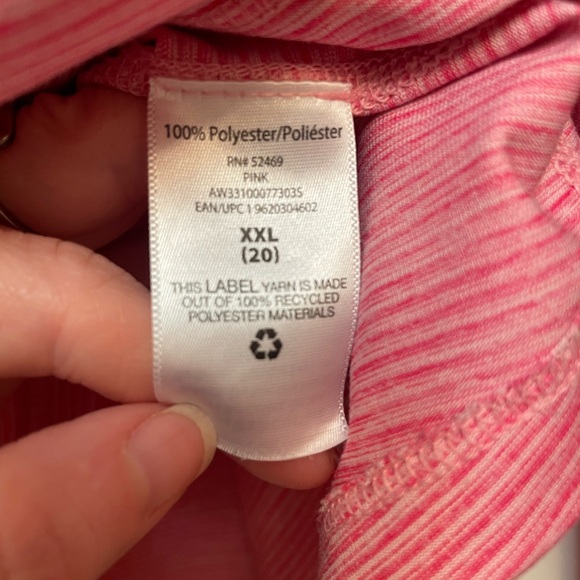 100% Polyester/Poliéster
RN# 52469
PINK
AW33100077303S
EAN/UPC 1 9620304602
XXL
(20)
THIS LABEL YARN IS MADE
OUT OF 100% RECYCLED
POLYESTER MATERIALS